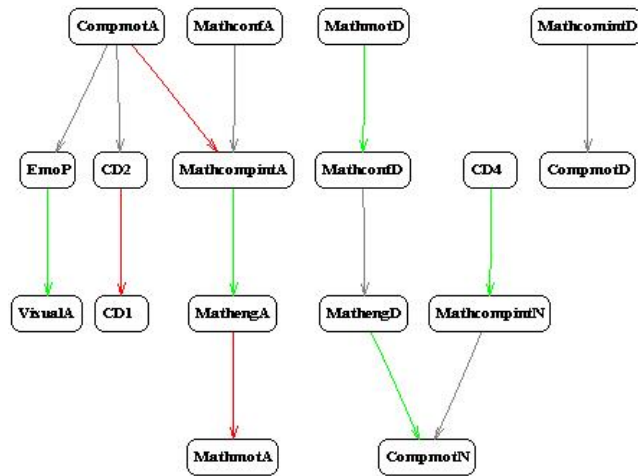 CompmotA MathconfA MathmotD MathcomintD
EmoP CD2 MathcompintA MathconfD CD4 CompmotD
VisualA CD1 MathengA MathengD MathcompintN
MathmotA CompmotN